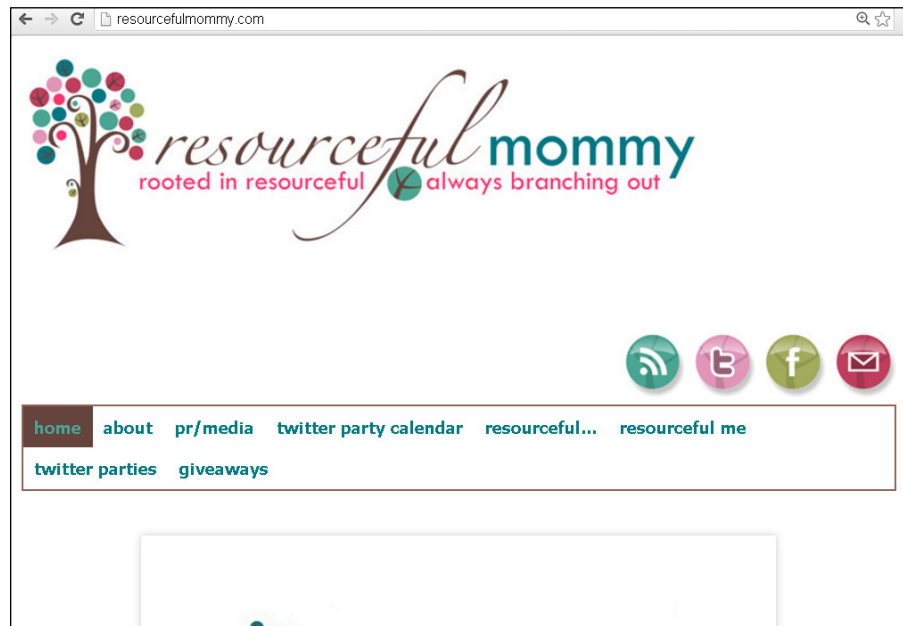 resourcefulmommy.com
resourceful mommy
rooted in resourceful always branching out
home about pr/media twitter party calendar resourceful... resourceful me
twitter parties giveaways